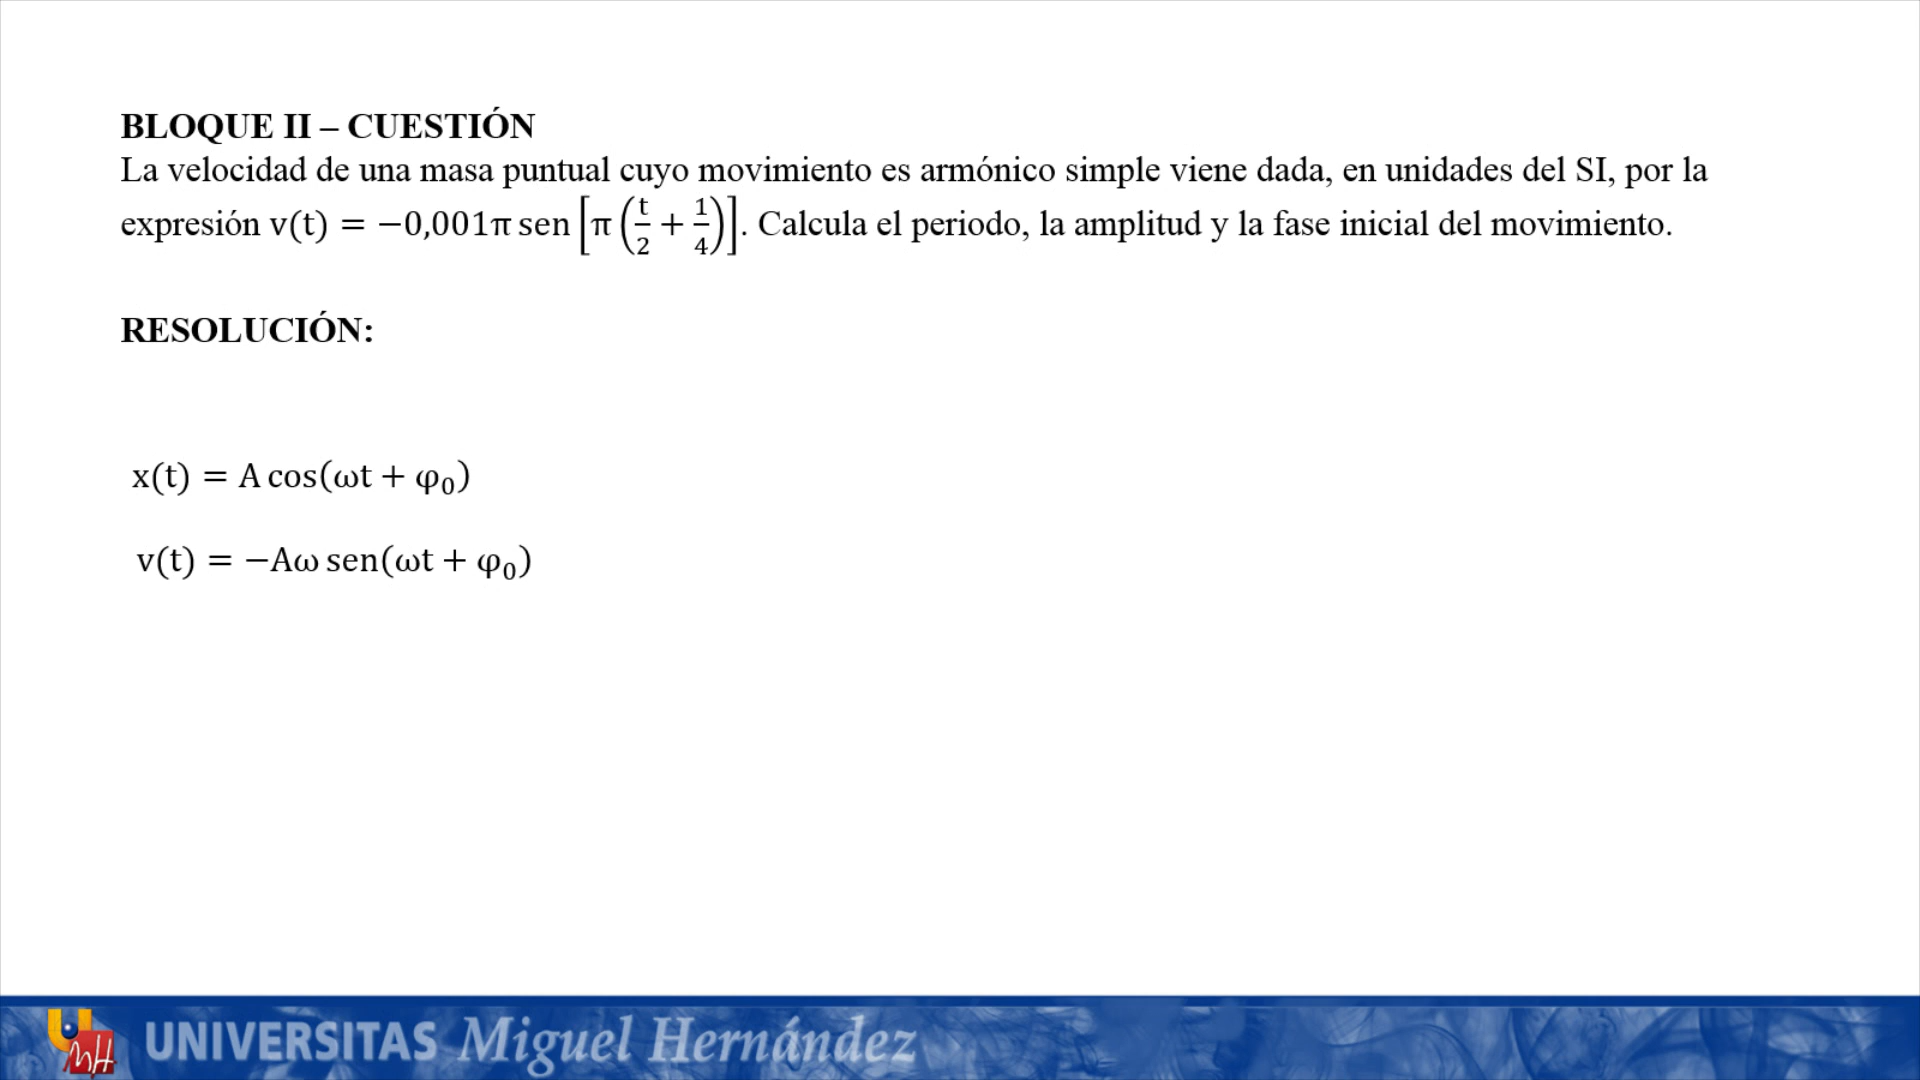 BLOQUE II – CUESTIÓN
La velocidad de una masa puntual cuyo movimiento es armónico simple viene dada, en unidades del SI, por la
expresión v(t) = −0,001π sen [π (t/2 + 1/4)]. Calcula el periodo, la amplitud y la fase inicial del movimiento.
RESOLUCIÓN:
x(t) = A cos(ωt + φ₀)
v(t) = −Aω sen(ωt + φ₀)
UNIVERSITAS Miguel Hernández